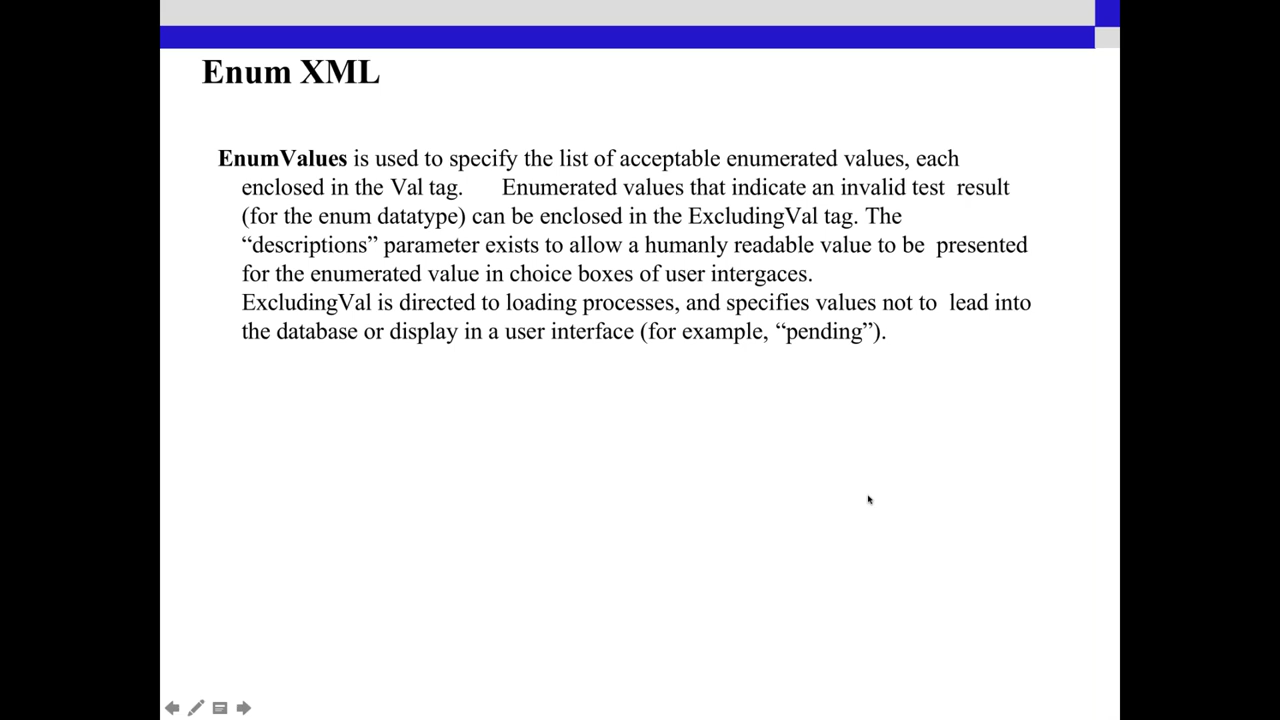 Enum XML
EnumValues is used to specify the list of acceptable enumerated values, each
enclosed in the Val tag. Enumerated values that indicate an invalid test result
(for the enum datatype) can be enclosed in the ExcludingVal tag. The
“descriptions” parameter exists to allow a humanly readable value to be presented
for the enumerated value in choice boxes of user intergaces.
ExcludingVal is directed to loading processes, and specifies values not to lead into
the database or display in a user interface (for example, “pending”).